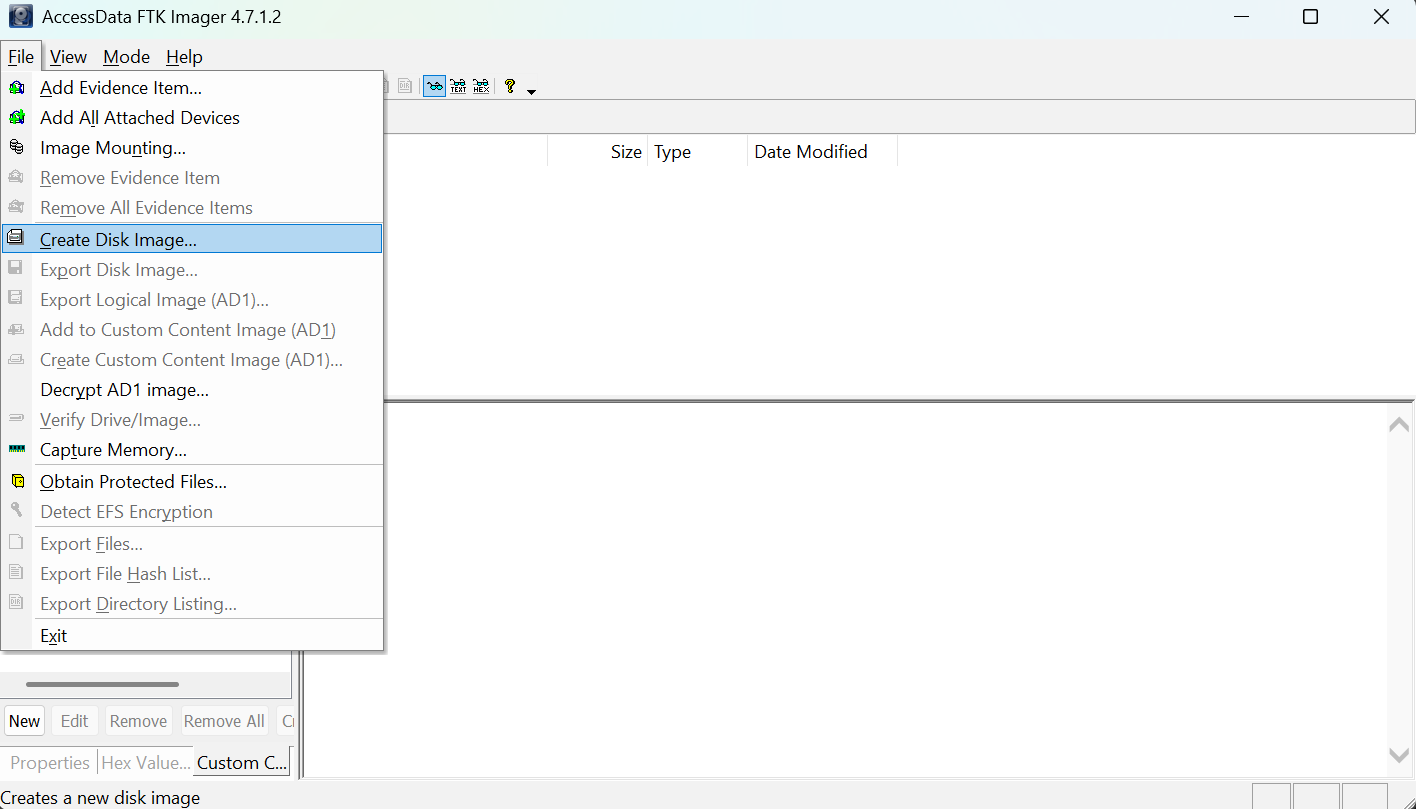 AccessData FTK Imager 4.7.1.2
File View Mode Help
Add Evidence Item...
Add All Attached Devices
Image Mounting...
Remove Evidence Item
Remove All Evidence Items
Create Disk Image...
Export Disk Image...
Export Logical Image (AD1)...
Add to Custom Content Image (AD1)
Create Custom Content Image (AD1)...
Decrypt AD1 image...
Verify Drive/Image...
Capture Memory...
Obtain Protected Files...
Detect EFS Encryption
Export Files...
Export File Hash List...
Export Directory Listing...
Exit
TEXT HEX ?
Size Type Date Modified
New Edit Remove Remove All
Properties Hex Value... Custom C...
Creates a new disk image